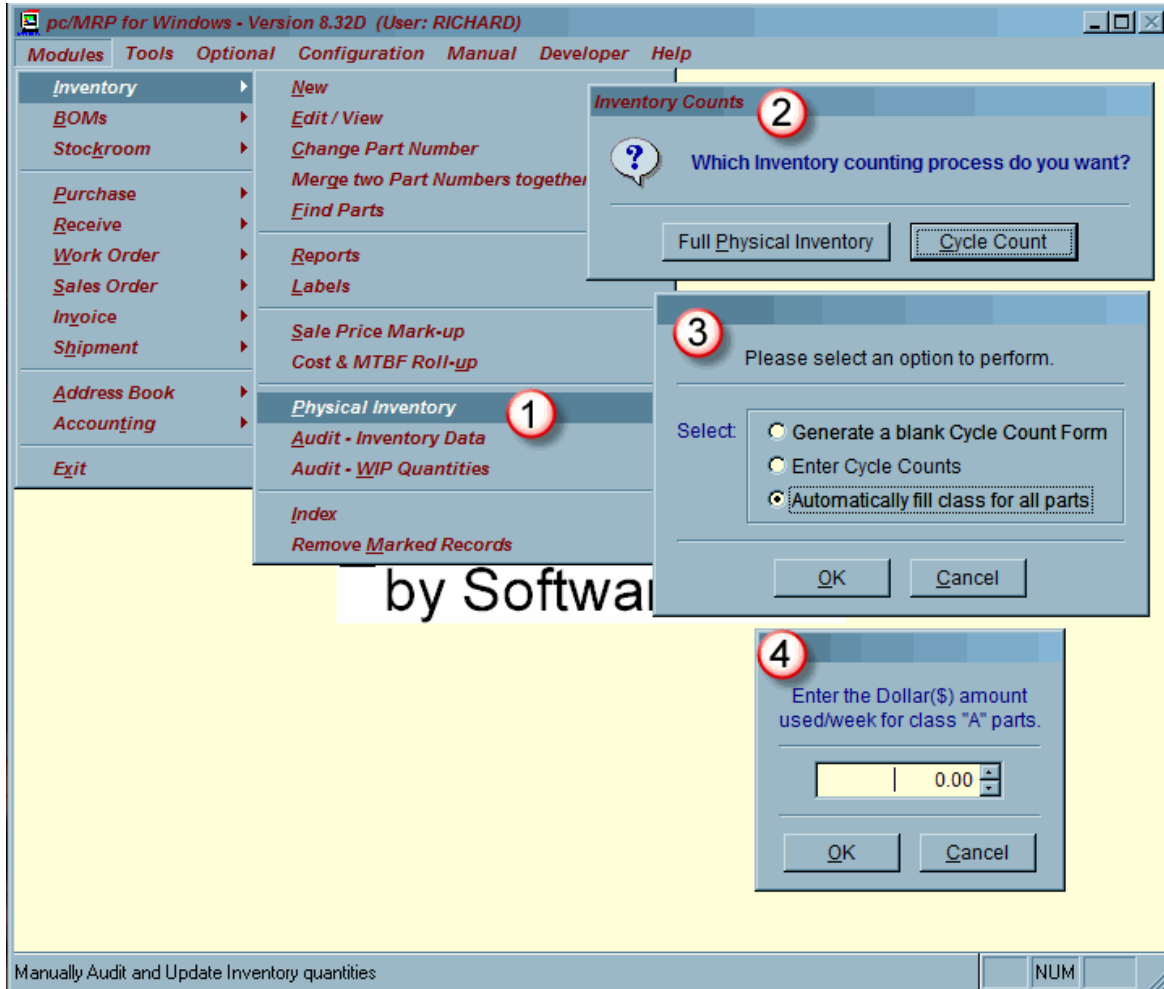 pc/MRP for Windows - Version 8.32D (User: RICHARD)
Modules Tools Optional Configuration Manual Developer Help
Inventory
BOMs
Stockroom
Purchase
Receive
Work Order
Sales Order
Invoice
Shipment
Address Book
Accounting
Exit
New
Edit / View
Change Part Number
Merge two Part Numbers together
Find Parts
Reports
Labels
Sale Price Mark-up
Cost & MTBF Roll-up
Physical Inventory
1
Audit - Inventory Data
Audit - WIP Quantities
Index
Remove Marked Records
by Softwa
Inventory Counts
2
Which Inventory counting process do you want?
Full Physical Inventory
Cycle Count
3
Please select an option to perform.
Select:
Generate a blank Cycle Count Form
Enter Cycle Counts
Automatically fill class for all parts
OK
Cancel
4
Enter the Dollar($) amount
used/week for class "A" parts.
0.00
OK
Cancel
Manually Audit and Update Inventory quantities
NUM